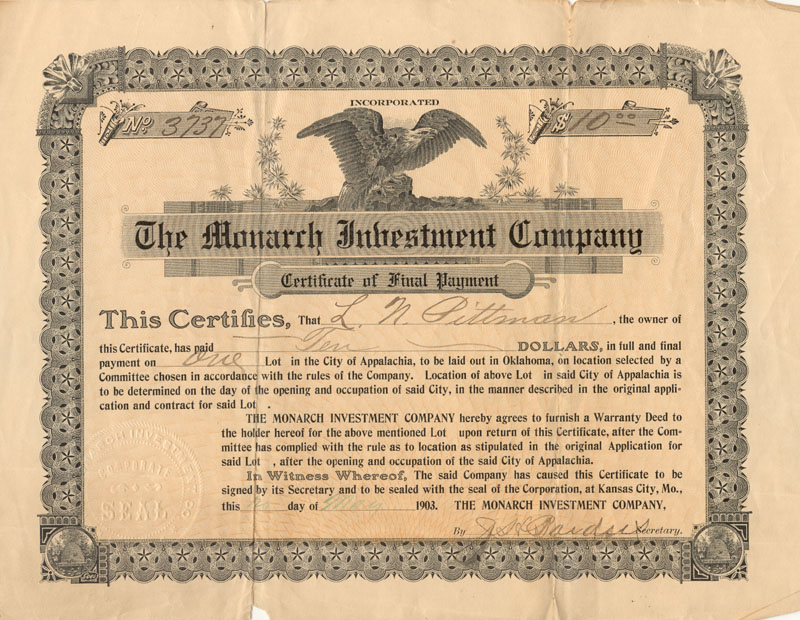 INCORPORATED
No. 3737
$ 10 00
The Monarch Investment Company
Certificate of Final Payment
This Certifies, That L. N. Pittman, the owner of
this Certificate, has paid Ten DOLLARS, in full and final
payment on one Lot in the City of Appalachia, to be laid out in Oklahoma, on location selected by a
Committee chosen in accordance with the rules of the Company. Location of above Lot in said City of Appalachia is
to be determined on the day of the opening and occupation of said City, in the manner described in the original appli-
cation and contract for said Lot .
THE MONARCH INVESTMENT COMPANY hereby agrees to furnish a Warranty Deed to
the holder hereof for the above mentioned Lot upon return of this Certificate, after the Com-
mittee has complied with the rule as to location as stipulated in the original Application for
said Lot , after the opening and occupation of the said City of Appalachia.
In Witness Whereof, The said Company has caused this Certificate to be
signed by its Secretary and to be sealed with the seal of the Corporation, at Kansas City, Mo.,
this day of 1903. THE MONARCH INVESTMENT COMPANY,
By Secretary.
SEAL